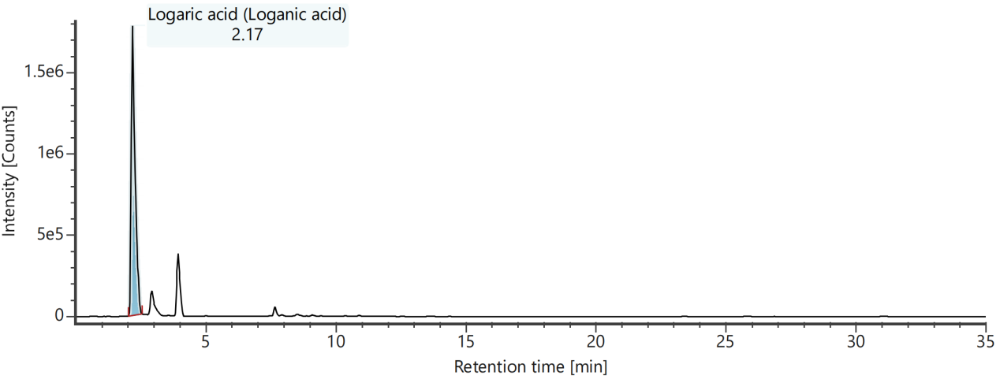 Logaric acid (Loganic acid)
2.17
1.5e6
1e6
5e5
0
Intensity [Counts]
5 10 15 20 25 30 35
Retention time [min]